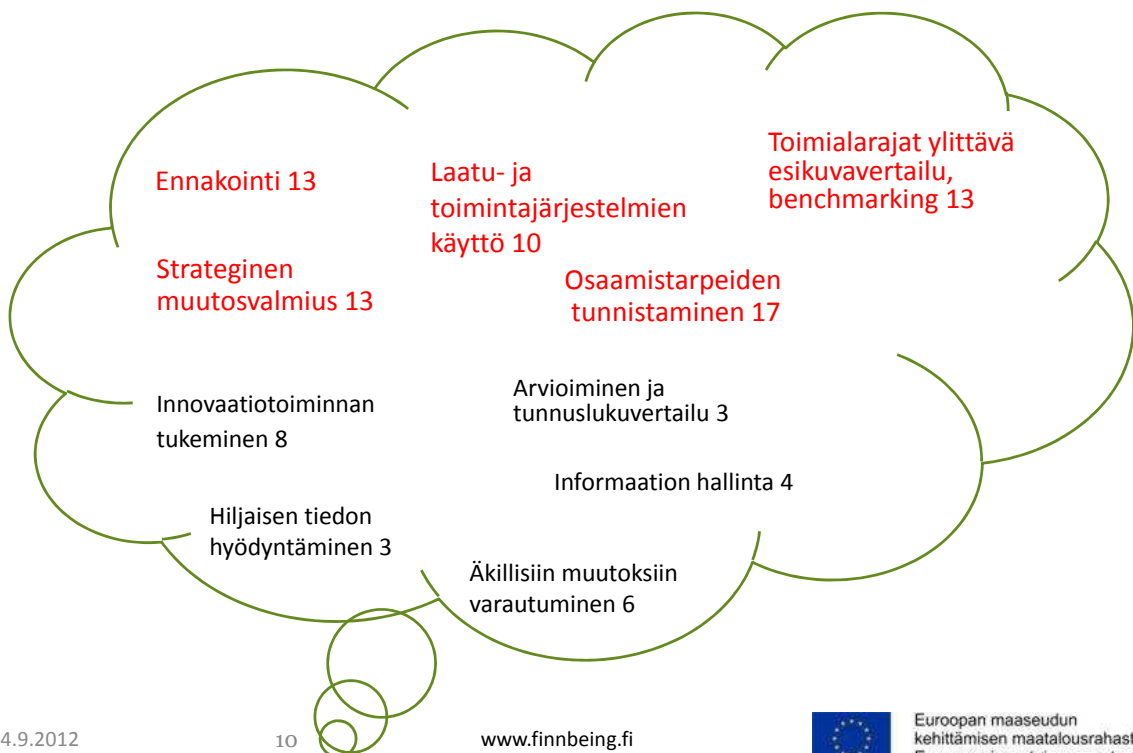 Ennakointi 13
Laatu- ja
toimintajärjestelmien
käyttö 10
Toimialarajat ylittävä
esikuvavertailu,
benchmarking 13
Strateginen
muutosvalmius 13
Osaamistarpeiden
tunnistaminen 17
Innovaatiotoiminnan
tukeminen 8
Arvioiminen ja
tunnuslukuvertailu 3
Informaation hallinta 4
Hiljaisen tiedon
hyödyntäminen 3
Äkillisiin muutoksiin
varautuminen 6
4.9.2012
10
www.finnbeing.fi
Euroopan maaseudun
kehittämisen maatalousrahast